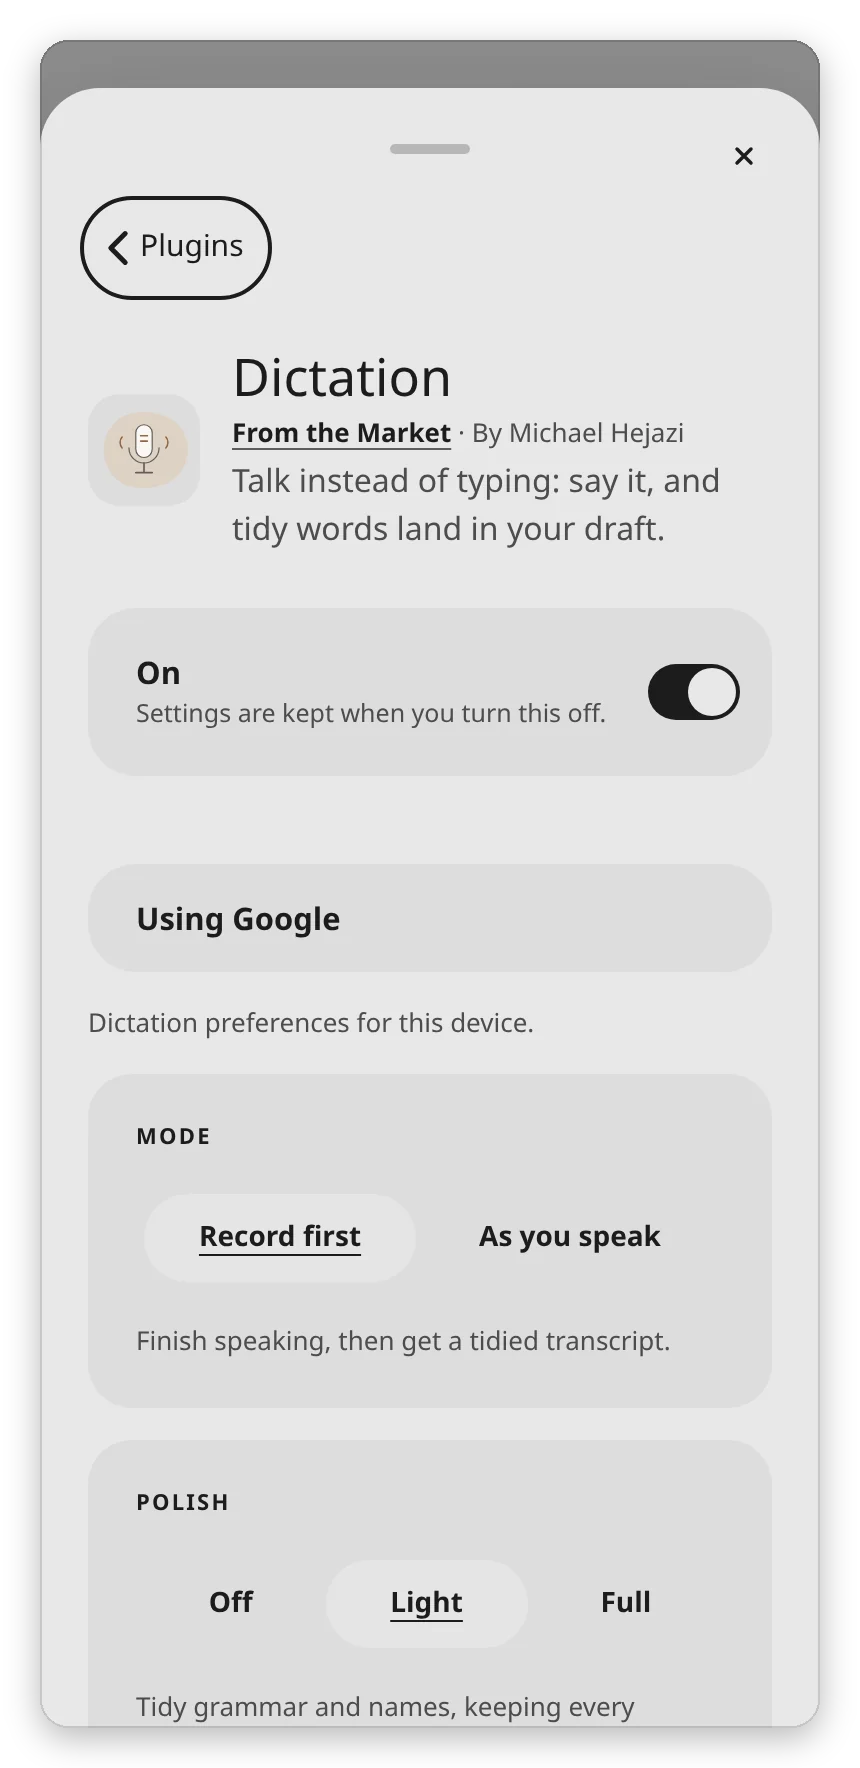 Plugins
Dictation
From the Market · By Michael Hejazi
Talk instead of typing: say it, and
tidy words land in your draft.
On
Settings are kept when you turn this off.
Using Google
Dictation preferences for this device.
MODE
Record first As you speak
Finish speaking, then get a tidied transcript.
POLISH
Off Light Full
Tidy grammar and names, keeping every